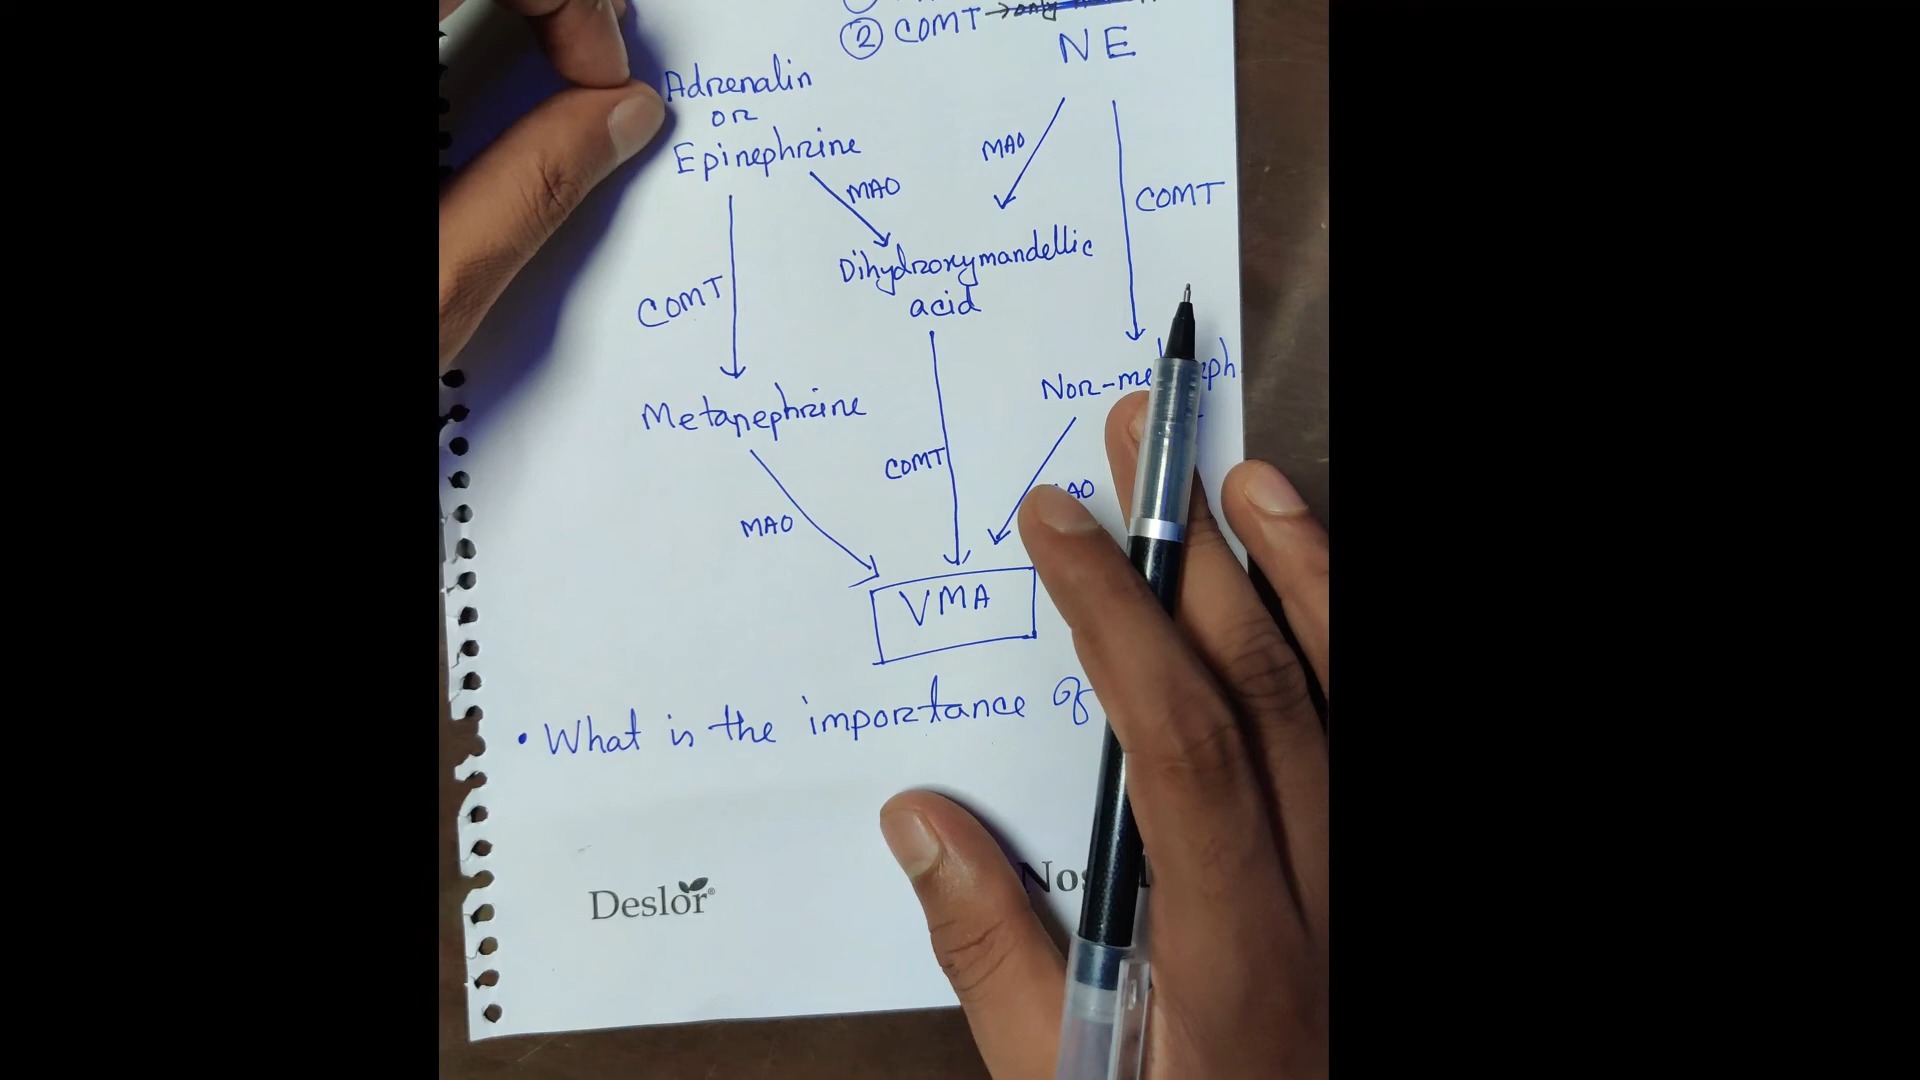 ② COMT → only
NE
Adrenalin
or
Epinephrine
MAO
MAO
COMT
Dihydroxymandellic
acid
COMT
Metanephrine
COMT
MAO
VMA
• What is the importance of
Deslor®